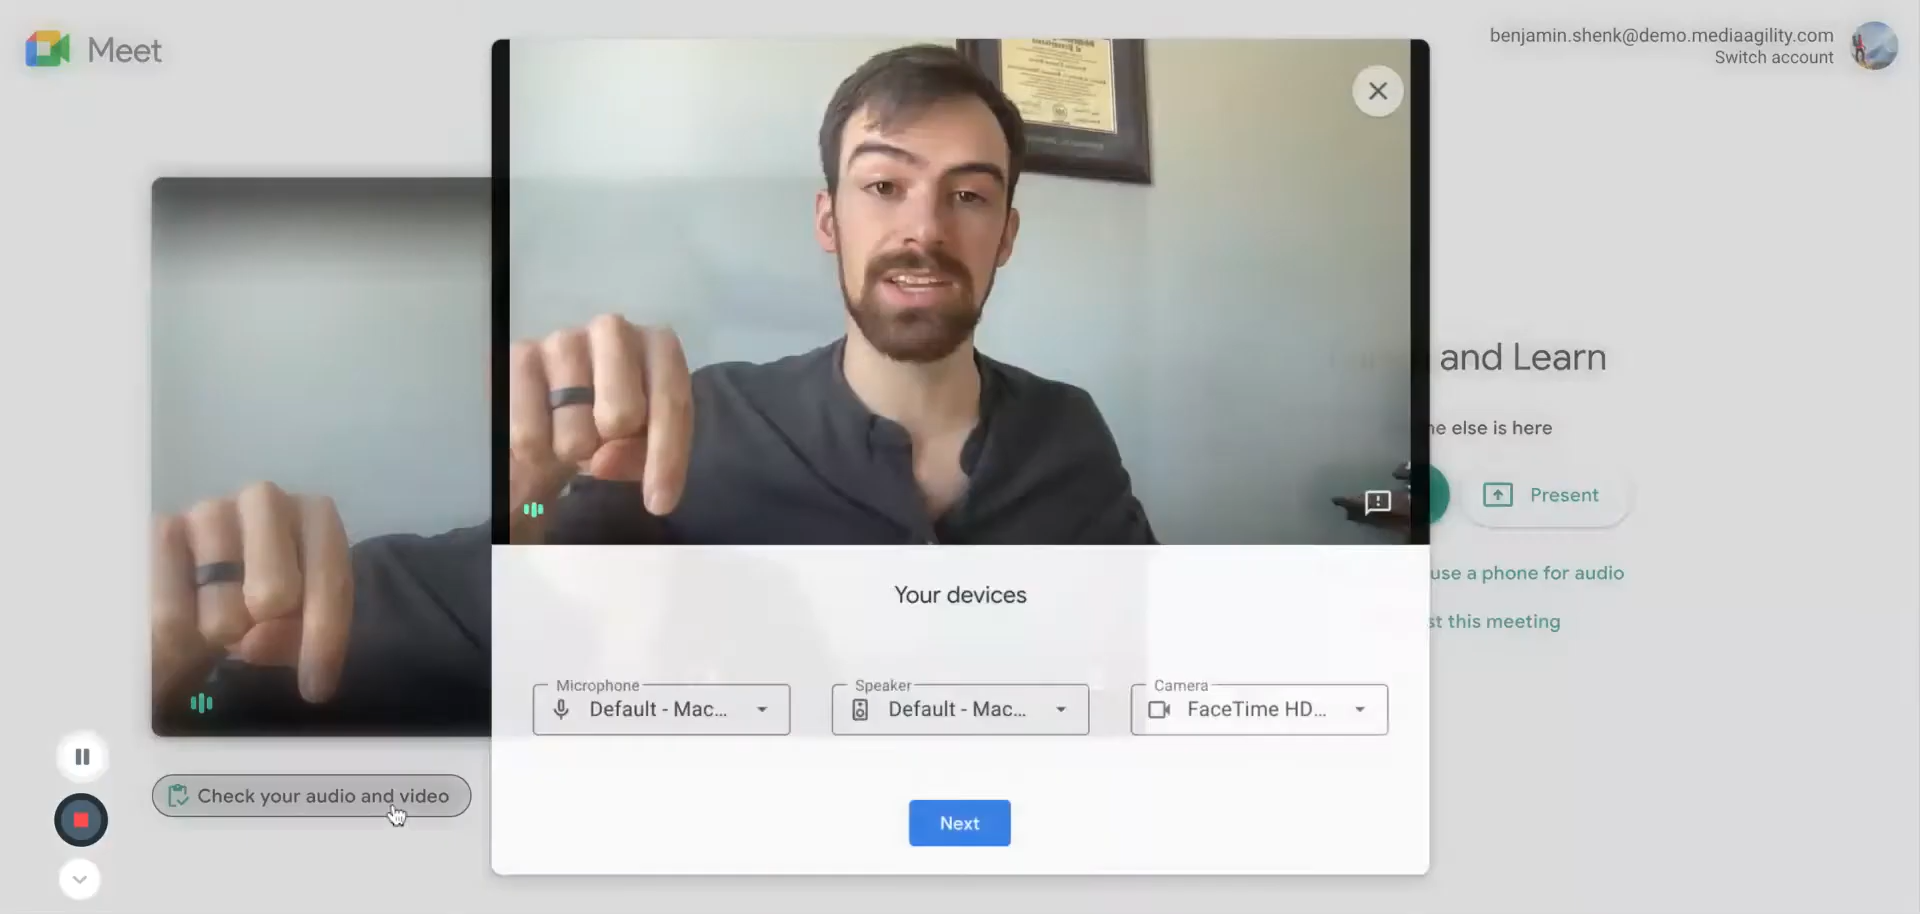 Meet
benjamin.shenk@demo.mediaagility.com
Switch account
and Learn
else is here
Present
use a phone for audio
this meeting
Your devices
Microphone
Default - Mac...
Speaker
Default - Mac...
Camera
FaceTime HD...
Check your audio and video
Next